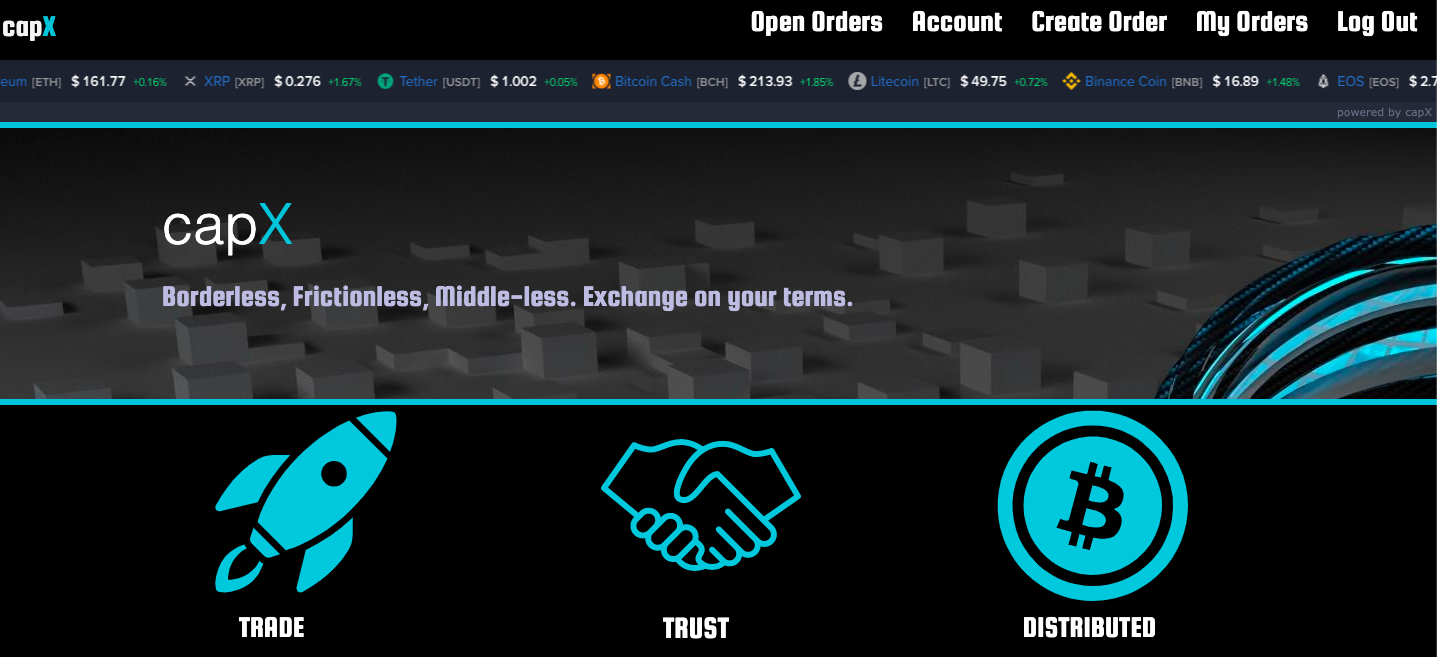 capX
Open Orders Account Create Order My Orders Log Out
eum [ETH] $ 161.77 +0.16% XRP [XRP] $ 0.276 +1.67% Tether [USDT] $ 1.002 +0.05% Bitcoin Cash [BCH] $ 213.93 +1.85% Litecoin [LTC] $ 49.75 +0.72% Binance Coin [BNB] $ 16.89 +1.48% EOS [EOS] $ 2.7
powered by capX
capX
Borderless, Frictionless, Middle-less. Exchange on your terms.
TRADE TRUST DISTRIBUTED